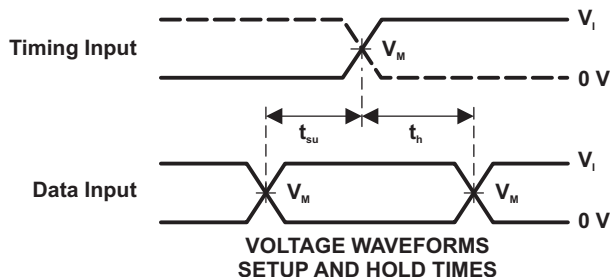 V_I
Timing Input
V_M
0 V
t_su
t_h
V_I
Data Input
V_M
V_M
0 V
VOLTAGE WAVEFORMS
SETUP AND HOLD TIMES